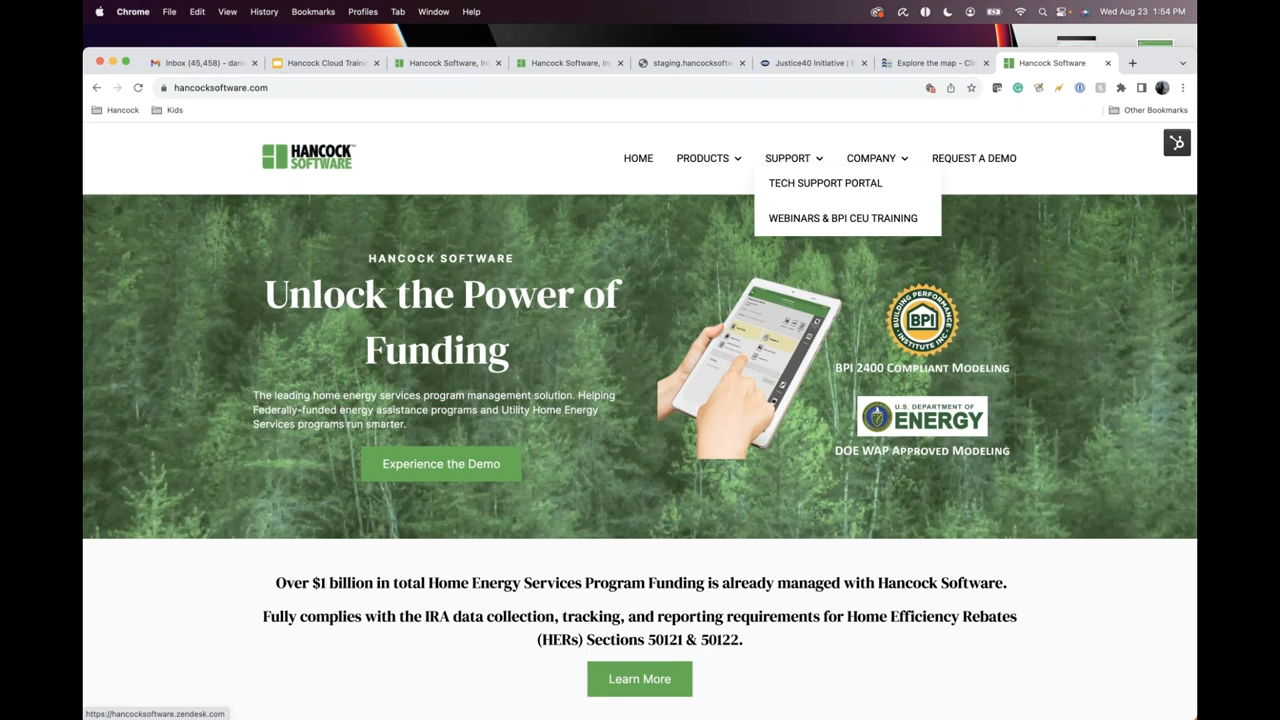 Chrome File Edit View History Bookmarks Profiles Tab Window Help Wed Aug 23 1:54 PM
Inbox (45,458) - dan Hancock Cloud Train Hancock Software, In Hancock Software, In staging.hancocksoftw Justice40 Initiative | Explore the map - Cli Hancock Software
hancocksoftware.com
Hancock Kids Other Bookmarks
HANCOCK
SOFTWARE
HOME PRODUCTS SUPPORT COMPANY REQUEST A DEMO
TECH SUPPORT PORTAL
WEBINARS & BPI CEU TRAINING
HANCOCK SOFTWARE
Unlock the Power of
Funding
The leading home energy services program management solution. Helping
Federally-funded energy assistance programs and Utility Home Energy
Services programs run smarter.
Experience the Demo
BUILDING PERFORMANCE
BPI
INSTITUTE INC.
BPI 2400 COMPLIANT MODELING
U.S. DEPARTMENT OF
ENERGY
DOE WAP APPROVED MODELING
Over $1 billion in total Home Energy Services Program Funding is already managed with Hancock Software.
Fully complies with the IRA data collection, tracking, and reporting requirements for Home Efficiency Rebates
(HERs) Sections 50121 & 50122.
Learn More
https://hancocksoftware.zendesk.com